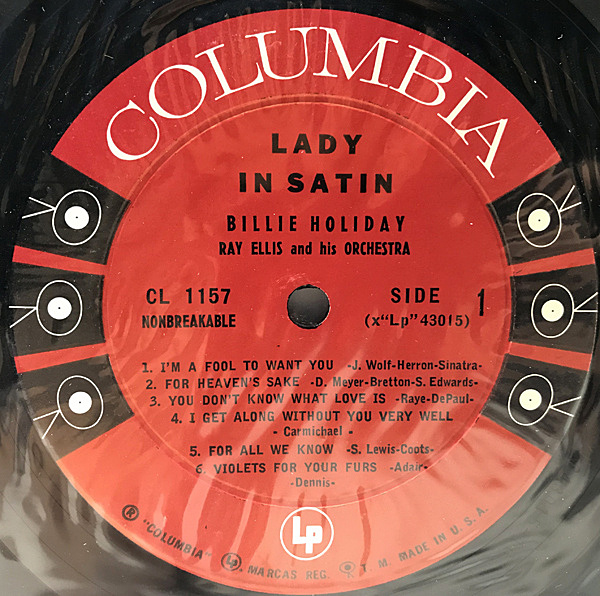 COLUMBIA
LADY
IN SATIN
BILLIE HOLIDAY
RAY ELLIS and his ORCHESTRA
CL 1157
NONBREAKABLE
SIDE 1
(x"Lp"43015)
1. I'M A FOOL TO WANT YOU -J. Wolf-Herron-Sinatra-
2. FOR HEAVEN'S SAKE -D. Meyer-Bretton-S. Edwards-
3. YOU DON'T KNOW WHAT LOVE IS -Raye-DePaul-
4. I GET ALONG WITHOUT YOU VERY WELL
- Carmichael -
5. FOR ALL WE KNOW -S. Lewis-Coots-
6. VIOLETS FOR YOUR FURS -Adair-
-Dennis-
Lp
® "COLUMBIA" Lp, MARCAS REG. T. M. MADE IN U.S.A.